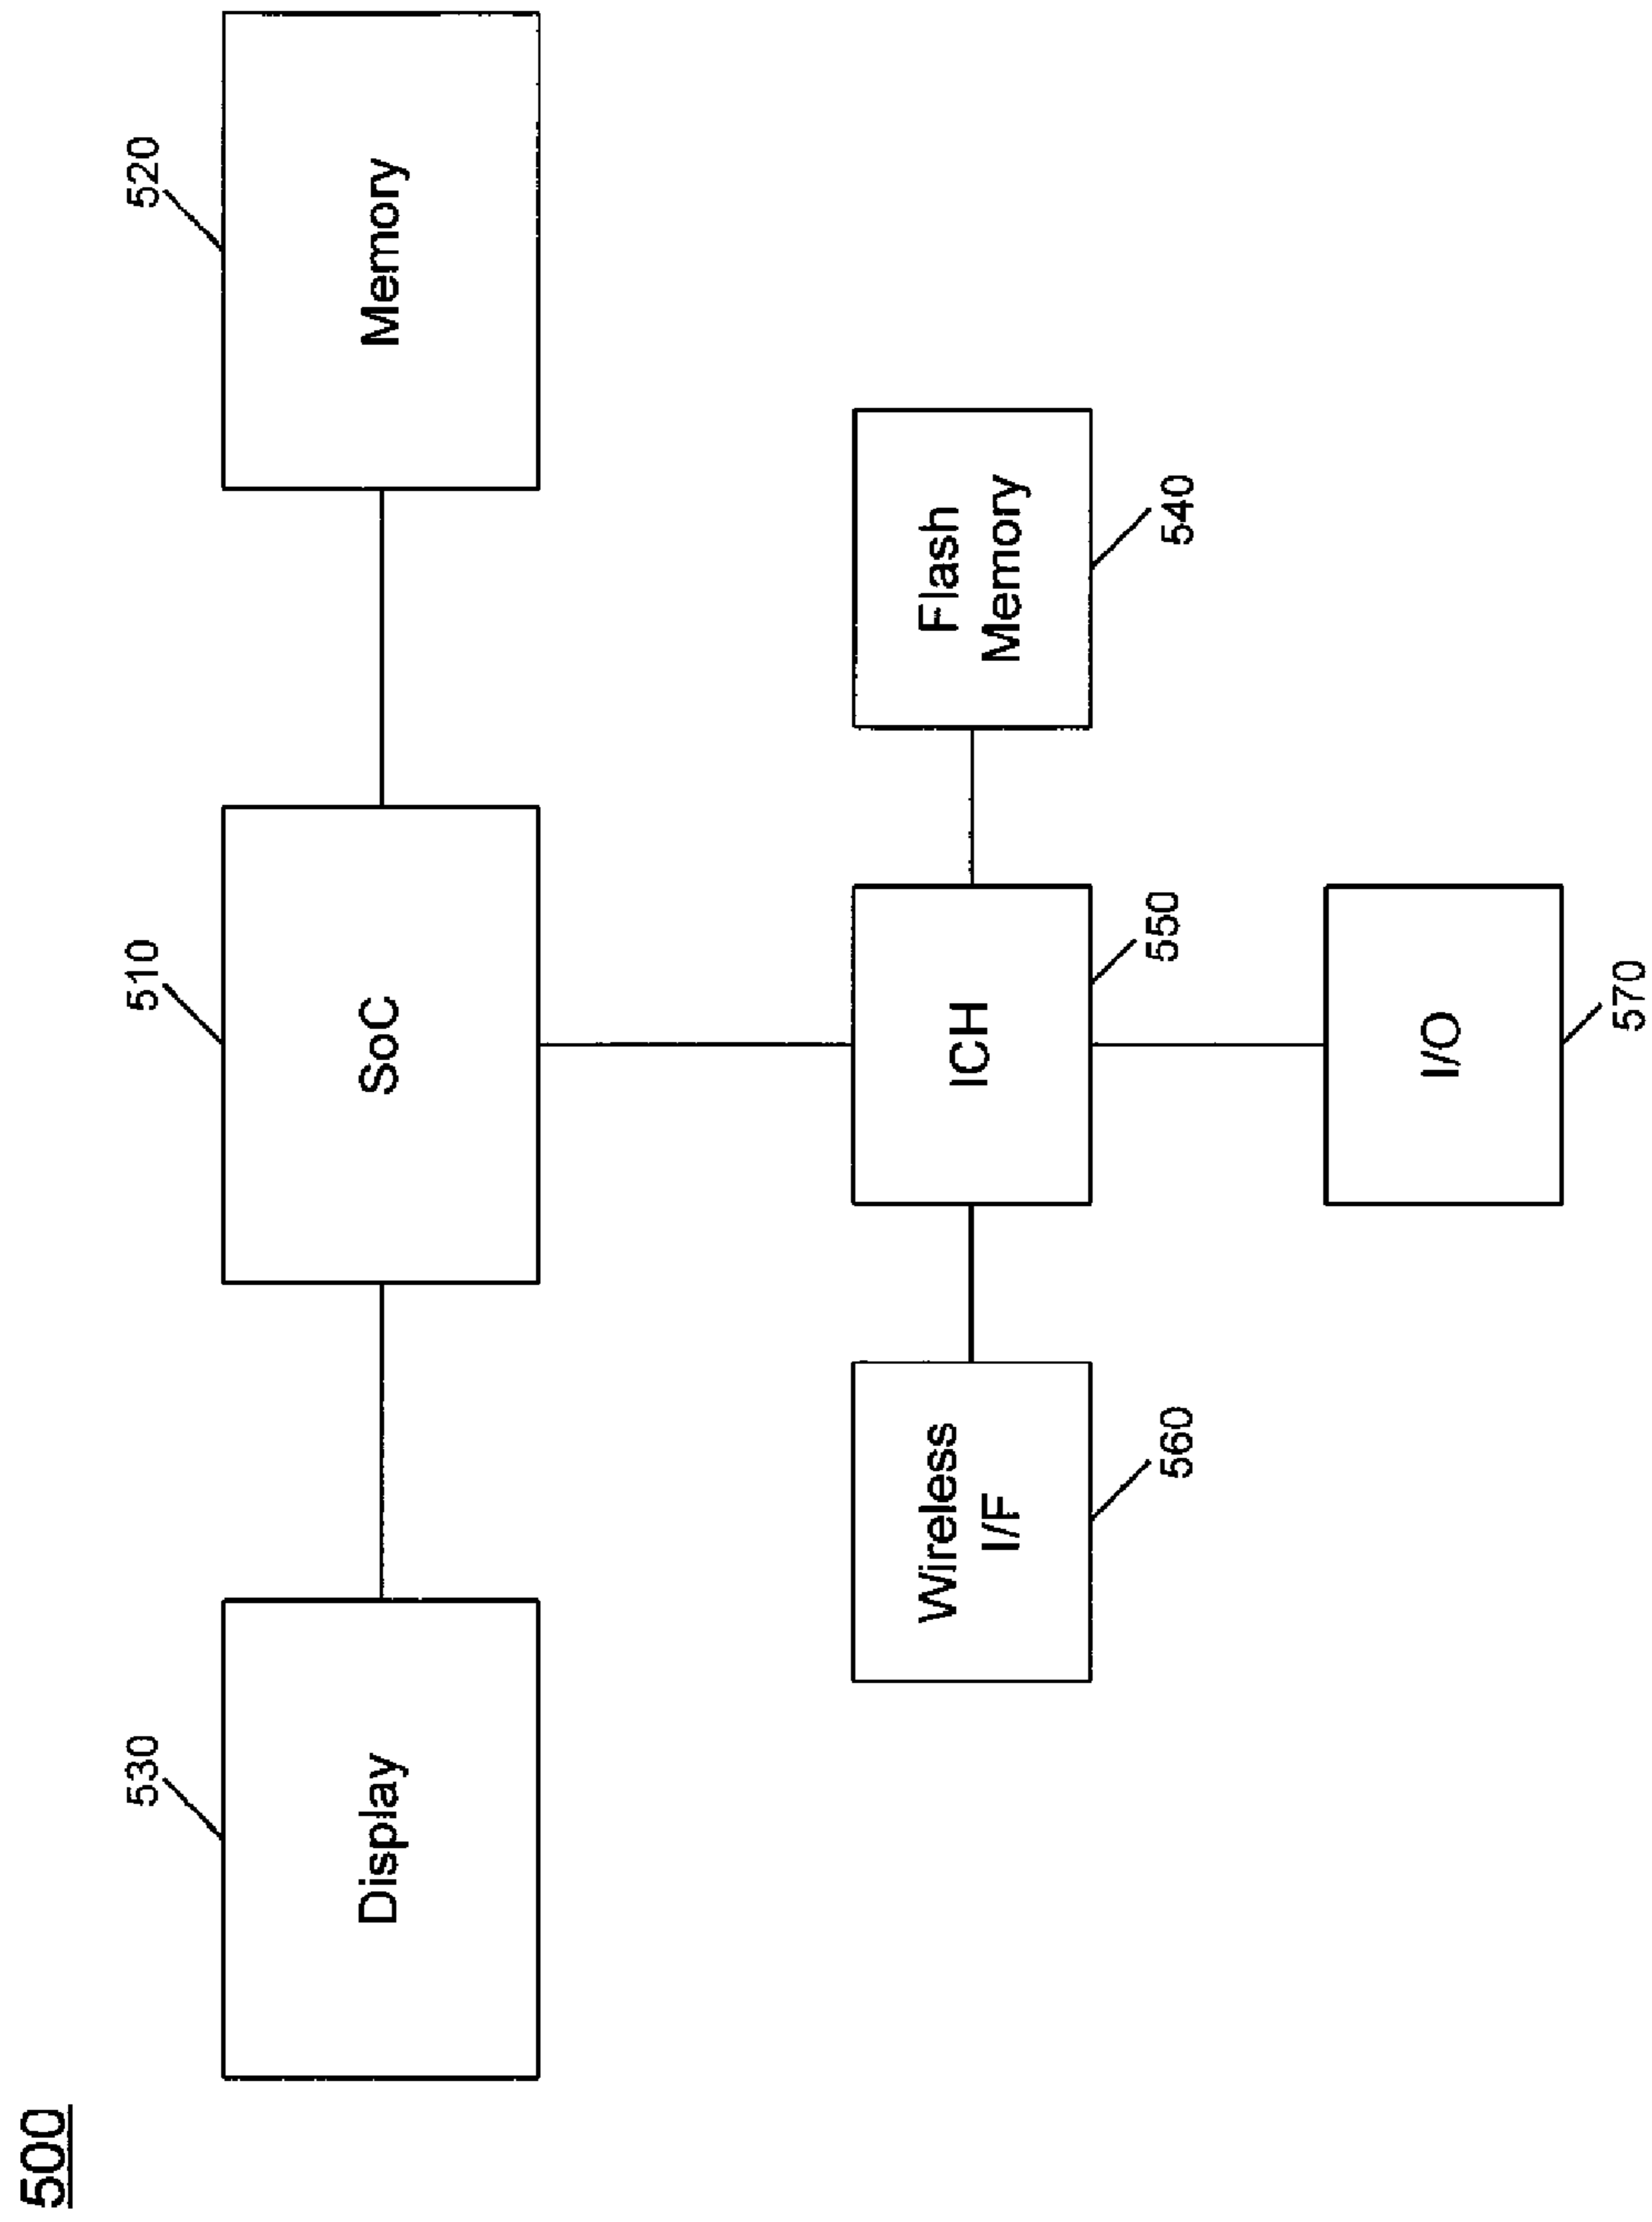 500
530
510
520
Display
SoC
Memory
Wireless
I/F
ICH
Flash
Memory
560
550
540
I/O
570